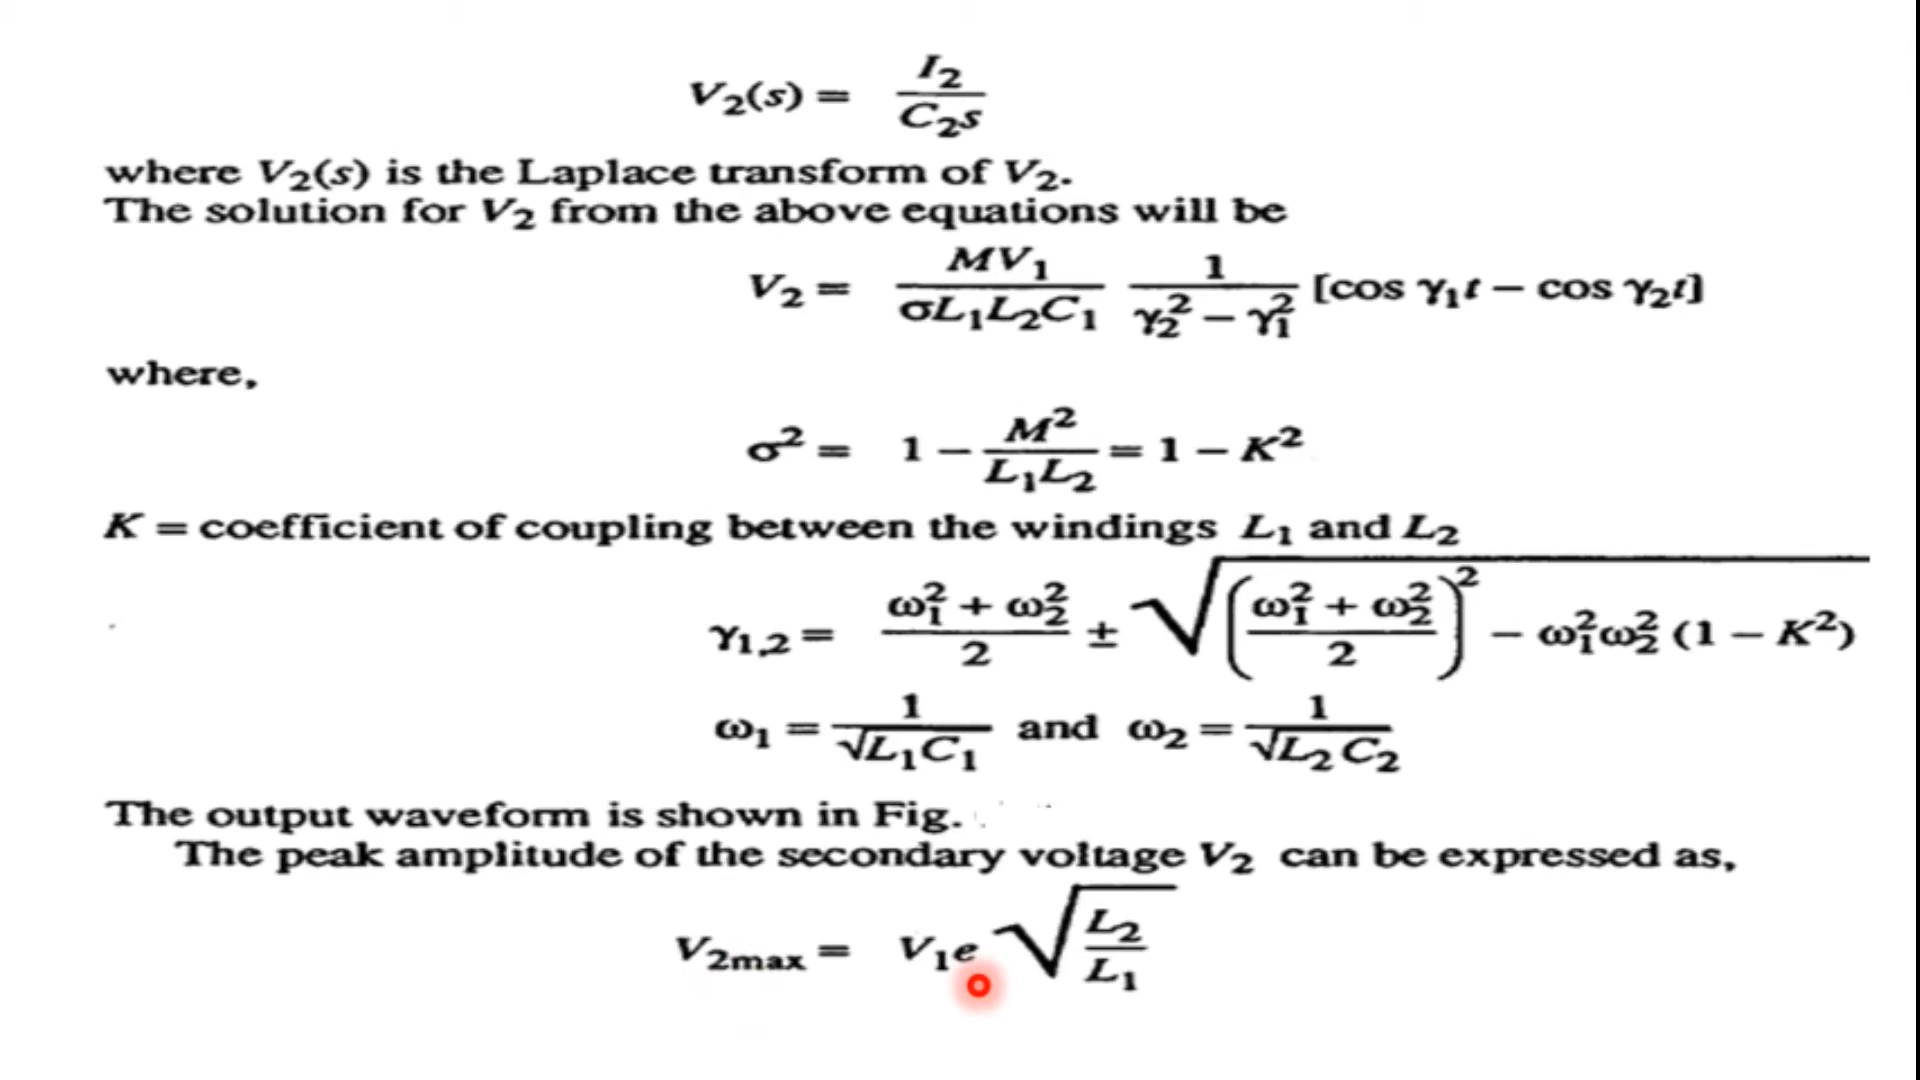 V₂(s) = I₂ / C₂s
where V₂(s) is the Laplace transform of V₂.
The solution for V₂ from the above equations will be
V₂ = MV₁ / σL₁L₂C₁ 1 / γ₂² − γ₁² [cos γ₁t − cos γ₂t]
where,
σ² = 1 − M² / L₁L₂ = 1 − K²
K = coefficient of coupling between the windings L₁ and L₂
γ₁,₂ = ω₁² + ω₂² / 2 ± √(ω₁² + ω₂² / 2)² − ω₁²ω₂² (1 − K²)
ω₁ = 1 / √L₁C₁ and ω₂ = 1 / √L₂C₂
The output waveform is shown in Fig.
The peak amplitude of the secondary voltage V₂ can be expressed as,
V₂max = V₁e √L₂ / L₁